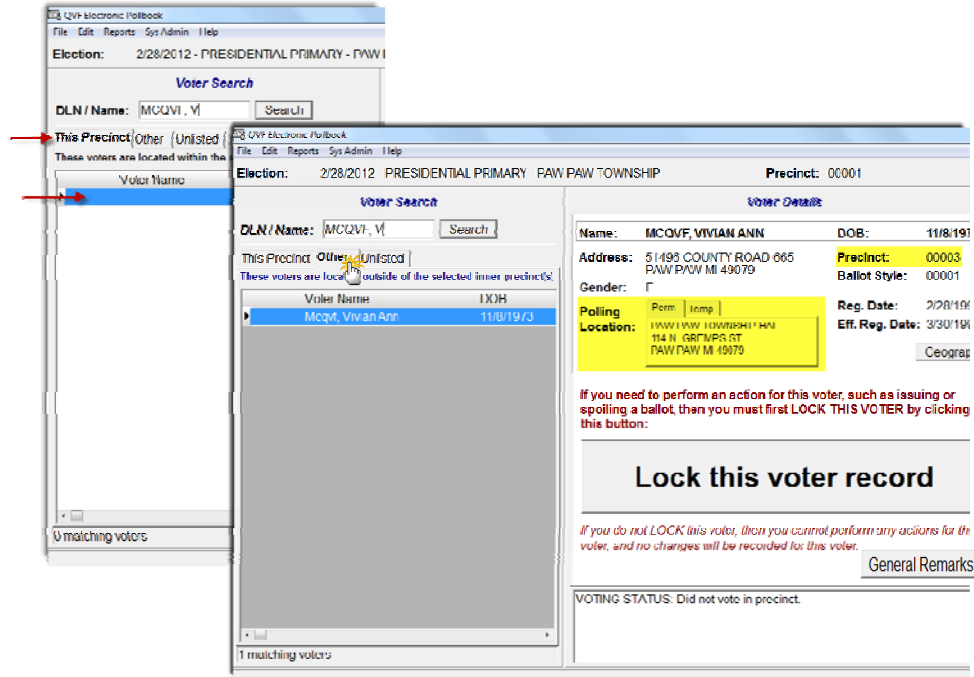 QVF Electronic Pollbook
File Edit Reports Sys Admin Help
Election: 2/28/2012 - PRESIDENTIAL PRIMARY - PAW
Voter Search
DLN / Name: MCQVF, V Search
This Precinct Other Unlisted
These voters are located within the
Voter Name
0 matching voters
QVF Electronic Pollbook
File Edit Reports Sys Admin Help
Election: 2/28/2012 PRESIDENTIAL PRIMARY PAW PAW TOWNSHIP Precinct: 00001
Voter Search
DLN / Name: MCQVF, V Search
This Precinct Other Unlisted
These voters are located outside of the selected inner precinct(s)
Voter Name DOB
Mcqvf, Vivian Ann 11/8/1973
1 matching voters
Voter Details
Name: MCQVF, VIVIAN ANN DOB: 11/8/197
Address: 51496 COUNTY ROAD 665 Precinct: 00003
PAW PAW MI 49079 Ballot Style: 00001
Gender: F
Polling Location: Perm Temp Reg. Date: 2/28/199
PAW PAW TOWNSHIP HAL Eff. Reg. Date: 3/30/199
114 N. GREMPS ST
PAW PAW MI 49079
Geograp
If you need to perform an action for this voter, such as issuing or
spoiling a ballot, then you must first LOCK THIS VOTER by clicking
this button:
Lock this voter record
If you do not LOCK this voter, then you cannot perform any actions for th
voter, and no changes will be recorded for this voter.
General Remarks
VOTING STATUS: Did not vote in precinct.